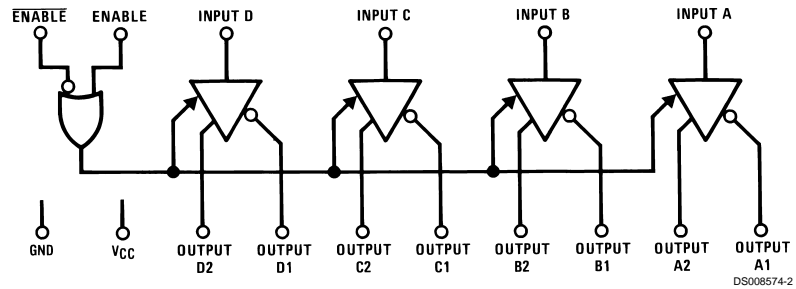 ENABLE ENABLE INPUT D INPUT C INPUT B INPUT A
GND VCC OUTPUT D2 OUTPUT D1 OUTPUT C2 OUTPUT C1 OUTPUT B2 OUTPUT B1 OUTPUT A2 OUTPUT A1
DS008574-2